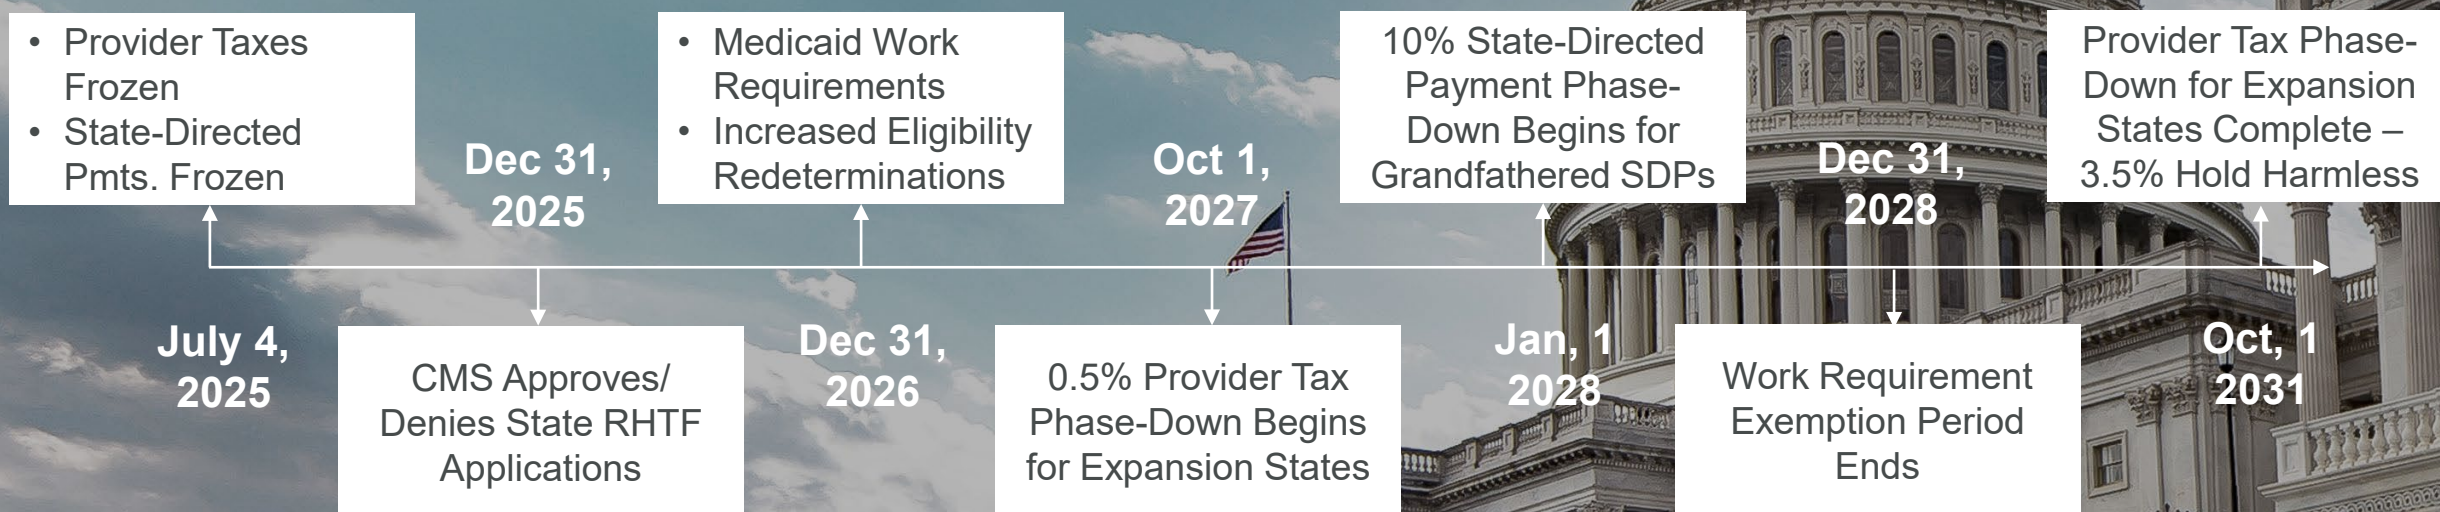 • Provider Taxes
Frozen
• State-Directed
Pmts. Frozen
July 4,
2025
Dec 31,
2025
CMS Approves/
Denies State RHTF
Applications
• Medicaid Work
Requirements
• Increased Eligibility
Redeterminations
Dec 31,
2026
Oct 1,
2027
0.5% Provider Tax
Phase-Down Begins
for Expansion States
10% State-Directed
Payment Phase-
Down Begins for
Grandfathered SDPs
Jan, 1
2028
Dec 31,
2028
Work Requirement
Exemption Period
Ends
Provider Tax Phase-
Down for Expansion
States Complete –
3.5% Hold Harmless
Oct, 1
2031